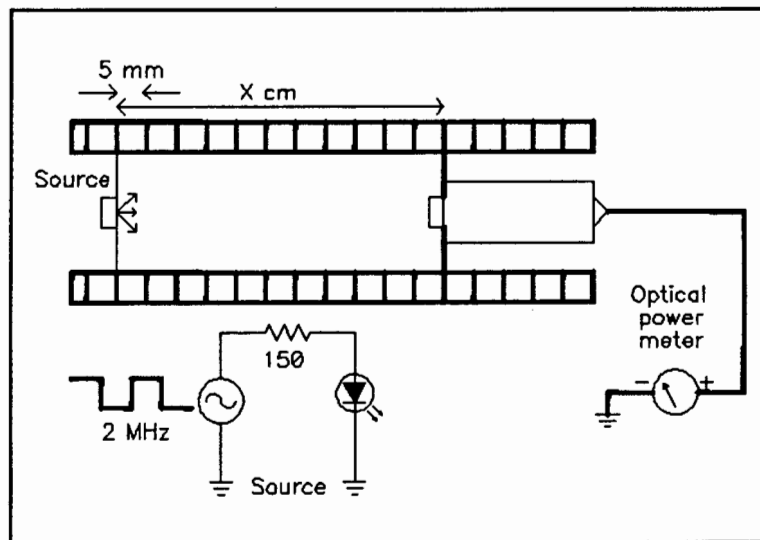 5 mm
X cm
Source
Optical
power
meter
150
- +
2 MHz
Source